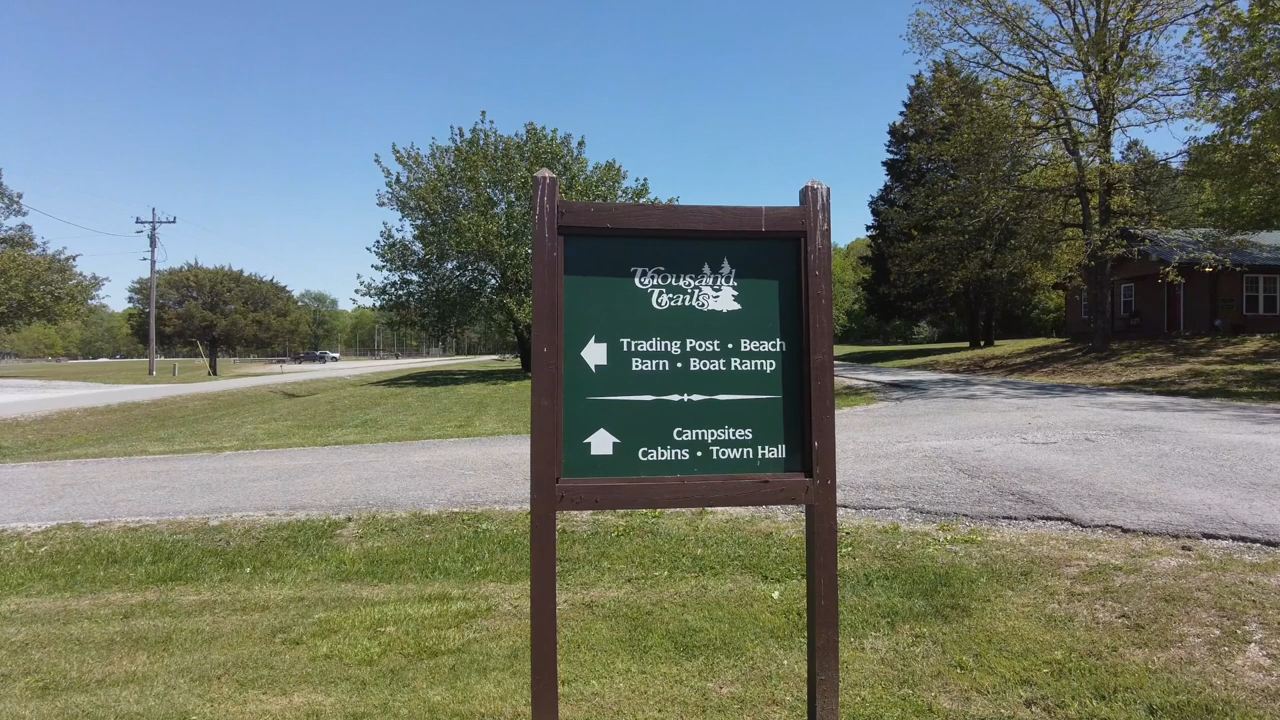 Thousand
Trails
Trading Post • Beach
Barn • Boat Ramp
Campsites
Cabins • Town Hall